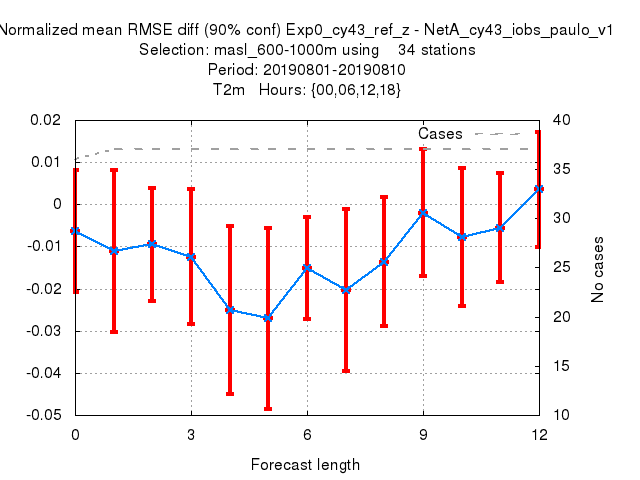 Normalized mean RMSE diff (90% conf) Exp0_cy43_ref_z - NetA_cy43_iobs_paulo_v1
Selection: masl_600-1000m using 34 stations
Period: 20190801-20190810
T2m Hours: {00,06,12,18}
Cases
0.02
0.01
0
-0.01
-0.02
-0.03
-0.04
-0.05
40
35
30
25
20
15
10
No cases
0 3 6 9 12
Forecast length